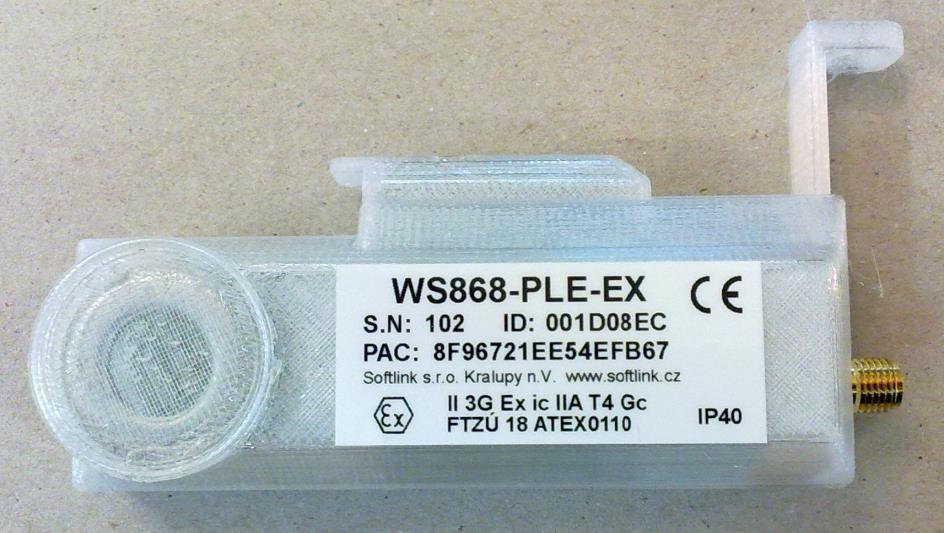 WS868-PLE-EX CE
S.N: 102 ID: 001D08EC
PAC: 8F96721EE54EFB67
Softlink s.r.o. Kralupy n.V. www.softlink.cz
Ex II 3G Ex ic IIA T4 Gc
FTZÚ 18 ATEX0110 IP40